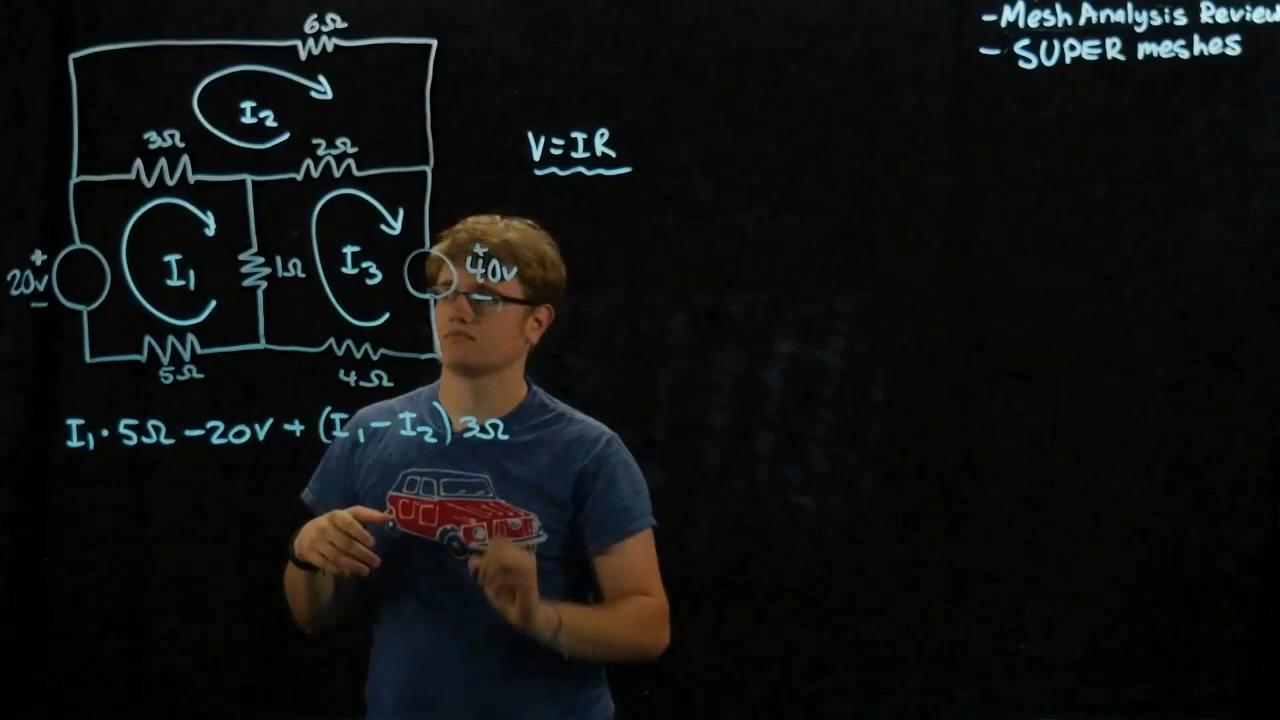 -Mesh Analysis Review
- SUPER meshes
6Ω
I₂
3Ω
2Ω
V=IR
+
20V
-
I₁
1Ω
I₃
+
40V
-
5Ω
4Ω
I₁·5Ω-20V+(I₁-I₂)3Ω